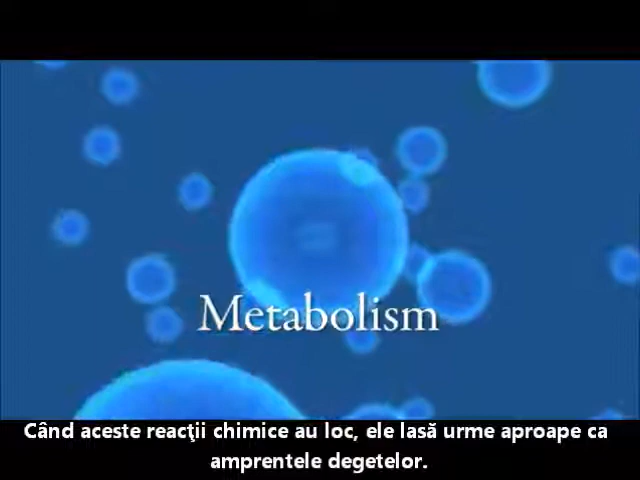 Metabolism
Când aceste reacţii chimice au loc, ele lasă urme aproape ca
amprentele degetelor.